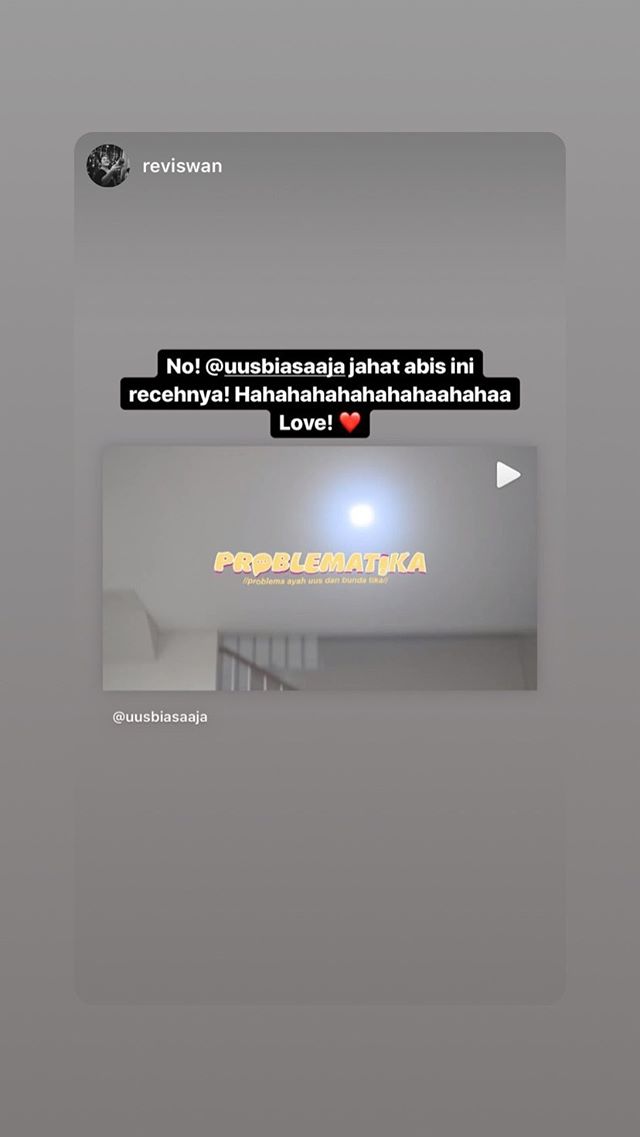 reviswan
No! @uusbiasaaja jahat abis ini
recehnya! Hahahahahahahahaahahaa
Love! ❤️
PROBLEMATIKA
//problema ayah uus dan bunda tika//
@uusbiasaaja